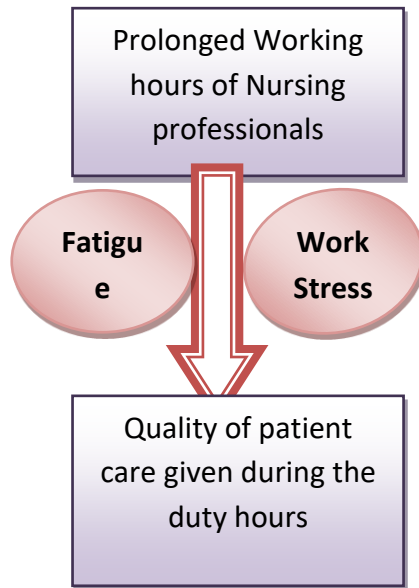 Prolonged Working
hours of Nursing
professionals
Fatigu
e
Work
Stress
Quality of patient
care given during the
duty hours